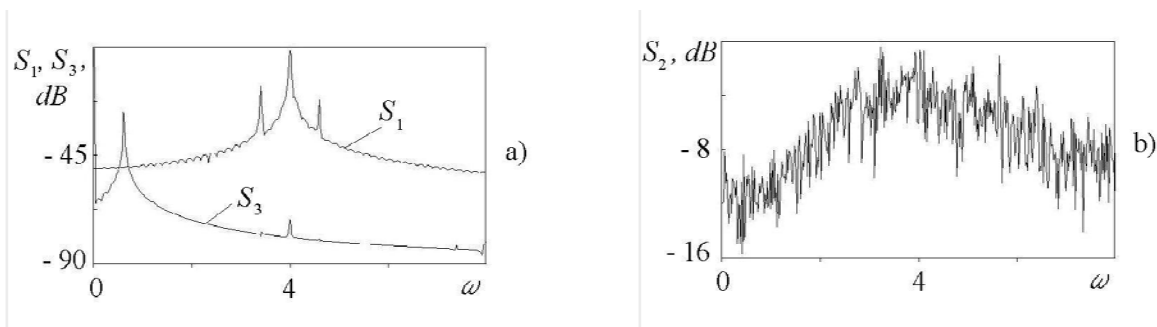 S₁, S₃,
dB
S₁
- 45
S₃
- 90
0
4
ω
a)
S₂, dB
- 8
- 16
0
4
ω
b)